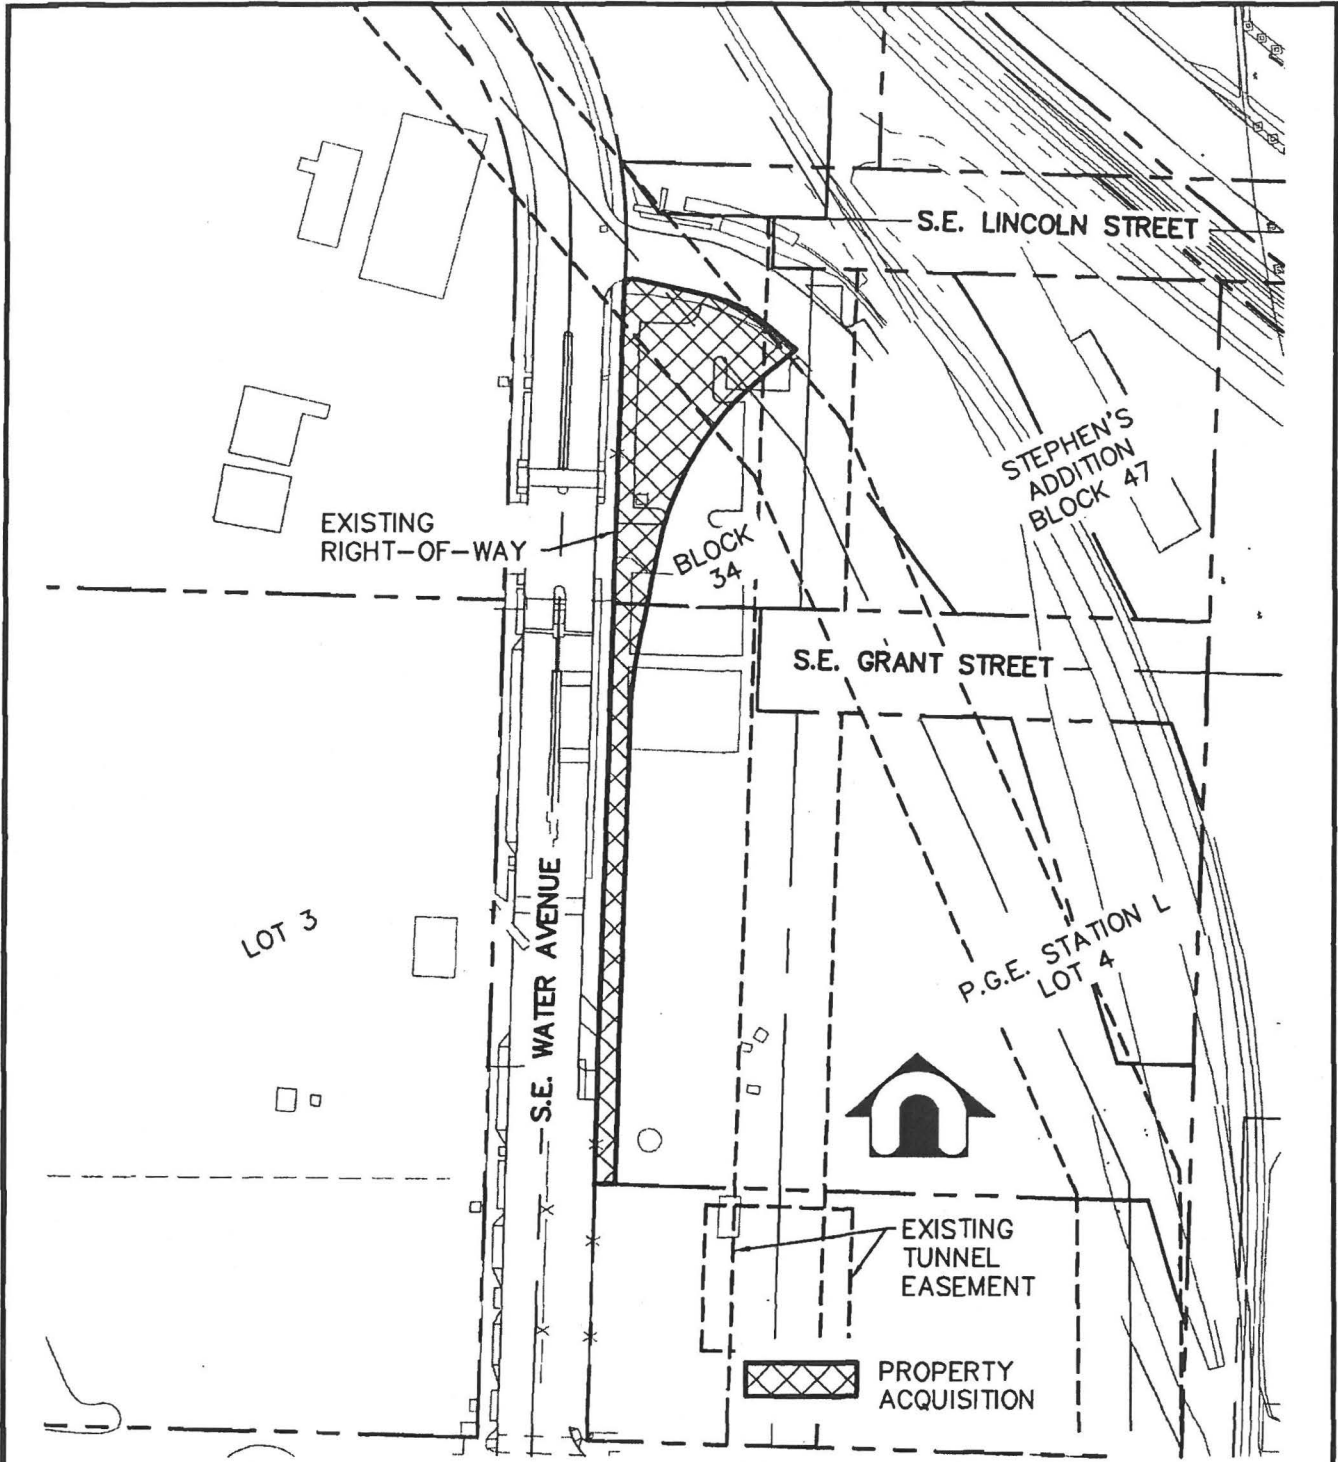 S.E. LINCOLN STREET
STEPHEN'S
ADDITION
BLOCK 47
EXISTING
RIGHT-OF-WAY
BLOCK
34
S.E. GRANT STREET
LOT 3
S.E. WATER AVENUE
P.G.E. STATION L
LOT 4
EXISTING
TUNNEL
EASEMENT
PROPERTY
ACQUISITION